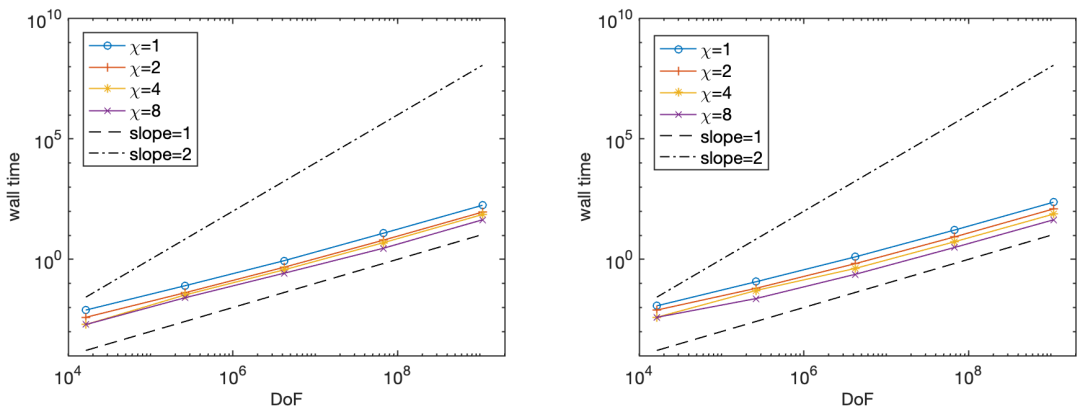 10^10
10^5
10^0
wall time
χ=1
χ=2
χ=4
χ=8
slope=1
slope=2
10^4
10^6
10^8
DoF
10^10
10^5
10^0
wall time
χ=1
χ=2
χ=4
χ=8
slope=1
slope=2
10^4
10^6
10^8
DoF